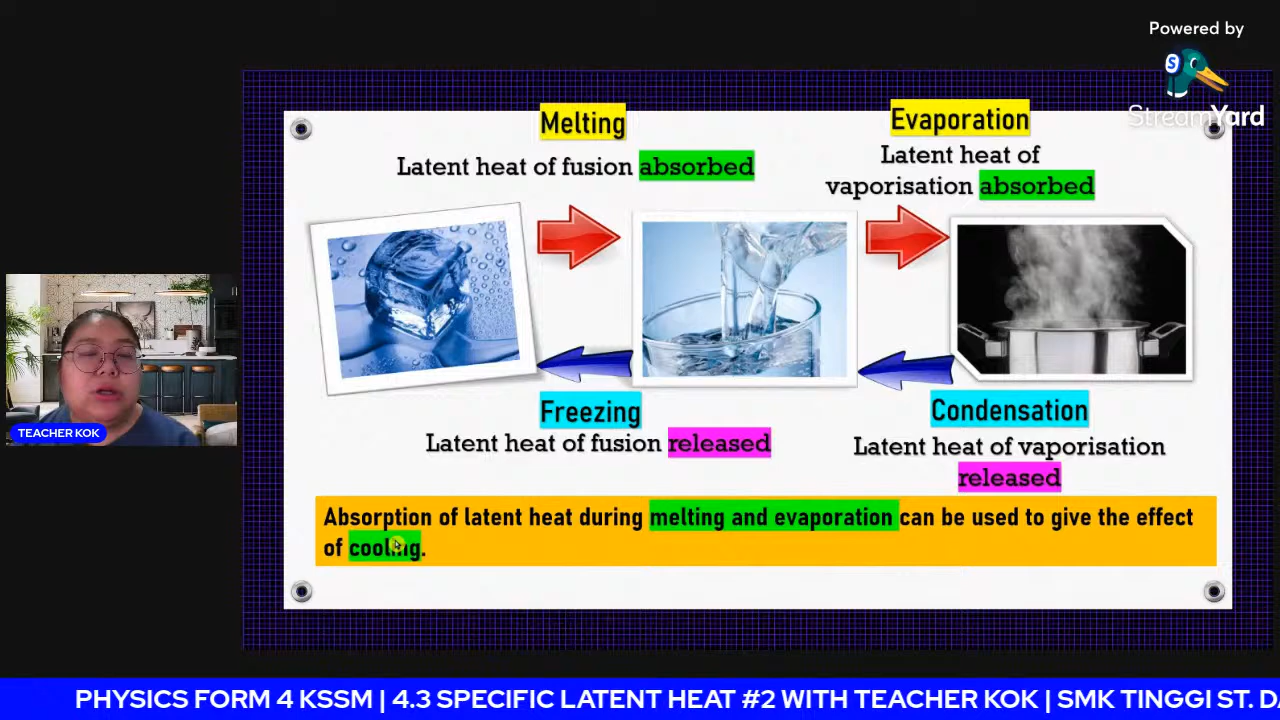 Powered by
StreamYard
Melting
Latent heat of fusion absorbed
Evaporation
Latent heat of
vaporisation absorbed
Freezing
Latent heat of fusion released
Condensation
Latent heat of vaporisation
released
Absorption of latent heat during melting and evaporation can be used to give the effect
of cooling.
TEACHER KOK
PHYSICS FORM 4 KSSM | 4.3 SPECIFIC LATENT HEAT #2 WITH TEACHER KOK | SMK TINGGI ST. D